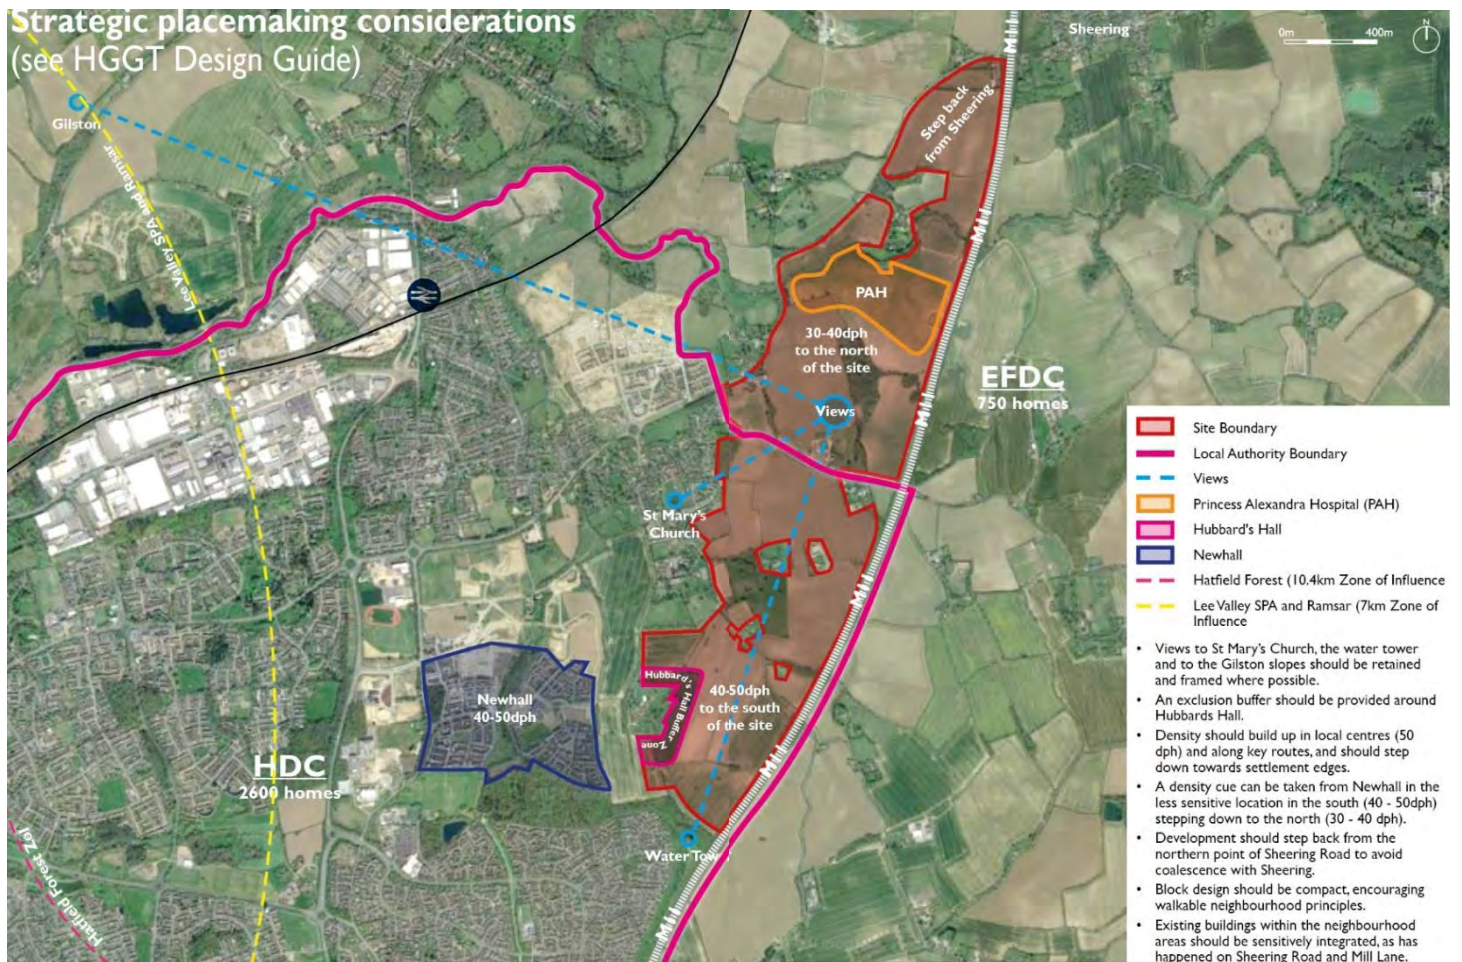 Strategic placemaking considerations
(see HGGT Design Guide)
Sheering
0m 400m
N
Gilston
Lee Valley SPA and Ramsar
Step back
from Sheering
M11
M11
PAH
30-40dph
to the north
of the site
EFDC
750 homes
Views
M11
St Mary's
Church
M11
Hubbard's Hall Buffer
Zone
40-50dph
to the south
of the site
Newhall
40-50dph
HDC
2600 homes
M11
Water Tow
Hatfield Forest ZoI
M11
Site Boundary
Local Authority Boundary
Views
Princess Alexandra Hospital (PAH)
Hubbard's Hall
Newhall
Hatfield Forest (10.4km Zone of Influence
Lee Valley SPA and Ramsar (7km Zone of
Influence
• Views to St Mary's Church, the water tower
and to the Gilston slopes should be retained
and framed where possible.
• An exclusion buffer should be provided around
Hubbards Hall.
• Density should build up in local centres (50
dph) and along key routes, and should step
down towards settlement edges.
• A density cue can be taken from Newhall in the
less sensitive location in the south (40 - 50dph)
stepping down to the north (30 - 40 dph).
• Development should step back from the
northern point of Sheering Road to avoid
coalescence with Sheering.
• Block design should be compact, encouraging
walkable neighbourhood principles.
• Existing buildings within the neighbourhood
areas should be sensitively integrated, as has
happened on Sheering Road and Mill Lane.